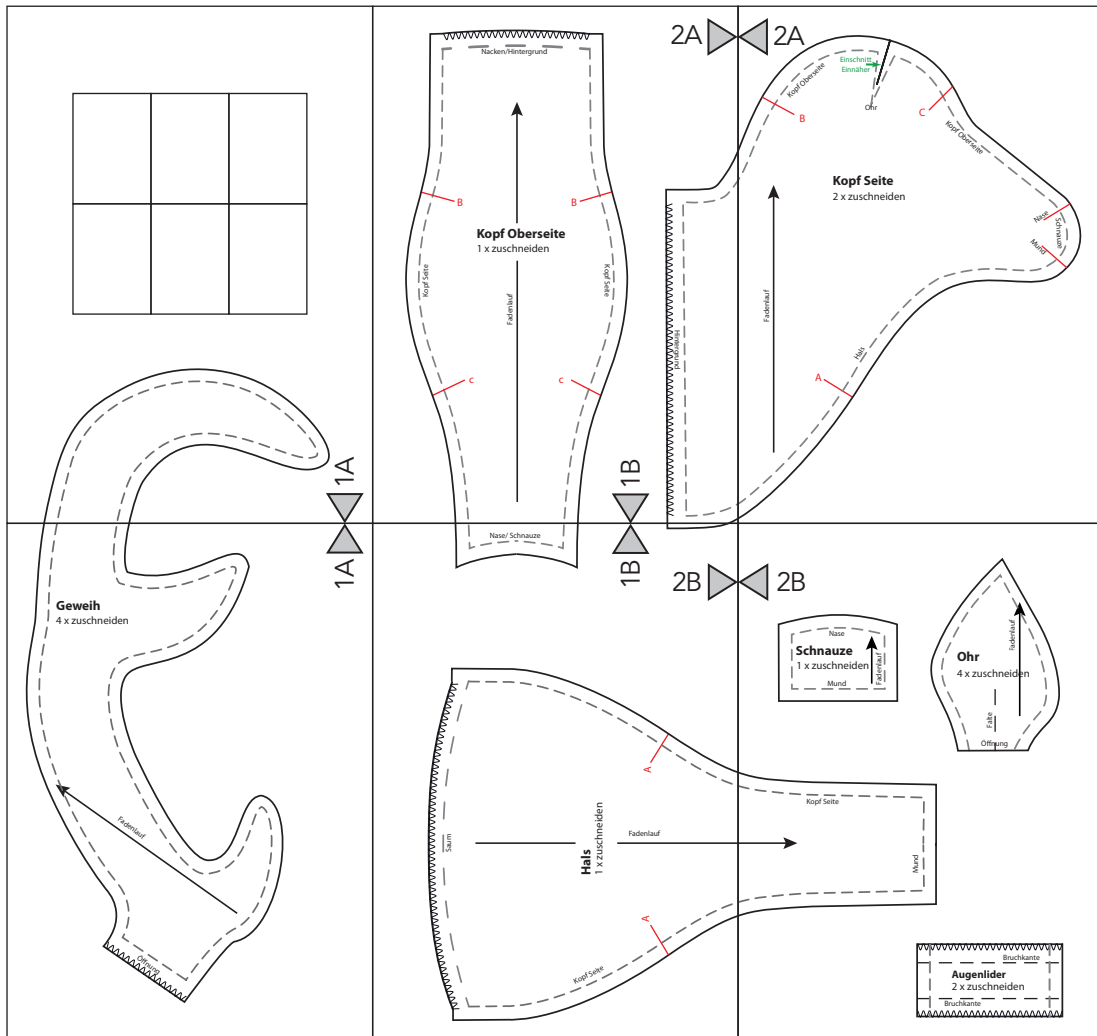 2A
2A
Nacken/Hintergrund
B
B
Kopf Oberseite
1 x zuschneiden
Kopf Seite
Kopf Seite
Fadenlauf
c
c
Nase/ Schnauze
Einschnitt
Einnäher
Kopf Oberseite
Ohr
B
C
Kopf Oberseite
Kopf Seite
2 x zuschneiden
Nase
Schnauze
Mund
Fadenlauf
Hintergrund
Hals
A
1A
1B
1A
1B
2B
2B
Geweih
4 x zuschneiden
Fadenlauf
Öffnung
Nase
Schnauze
1 x zuschneiden
Fadenlauf
Mund
Ohr
4 x zuschneiden
Fadenlauf
Falte
Öffnung
A
Kopf Seite
Saum
Hals
1 x zuschneiden
Fadenlauf
Mund
A
Kopf Seite
Bruchkante
Augenlider
2 x zuschneiden
Bruchkante